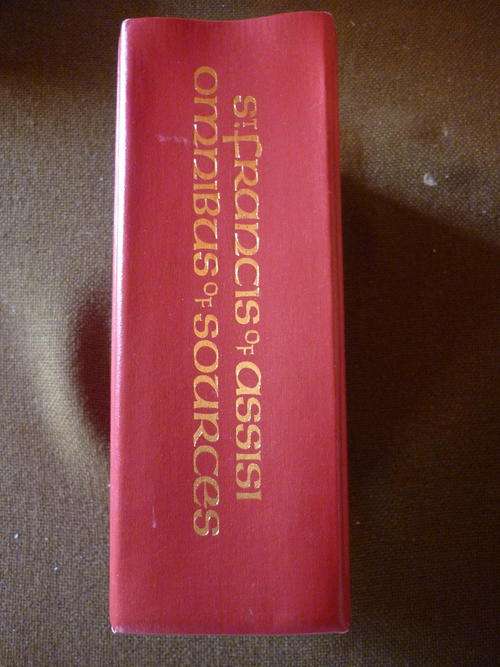 St. Francis of Assisi
Omnibus of Sources